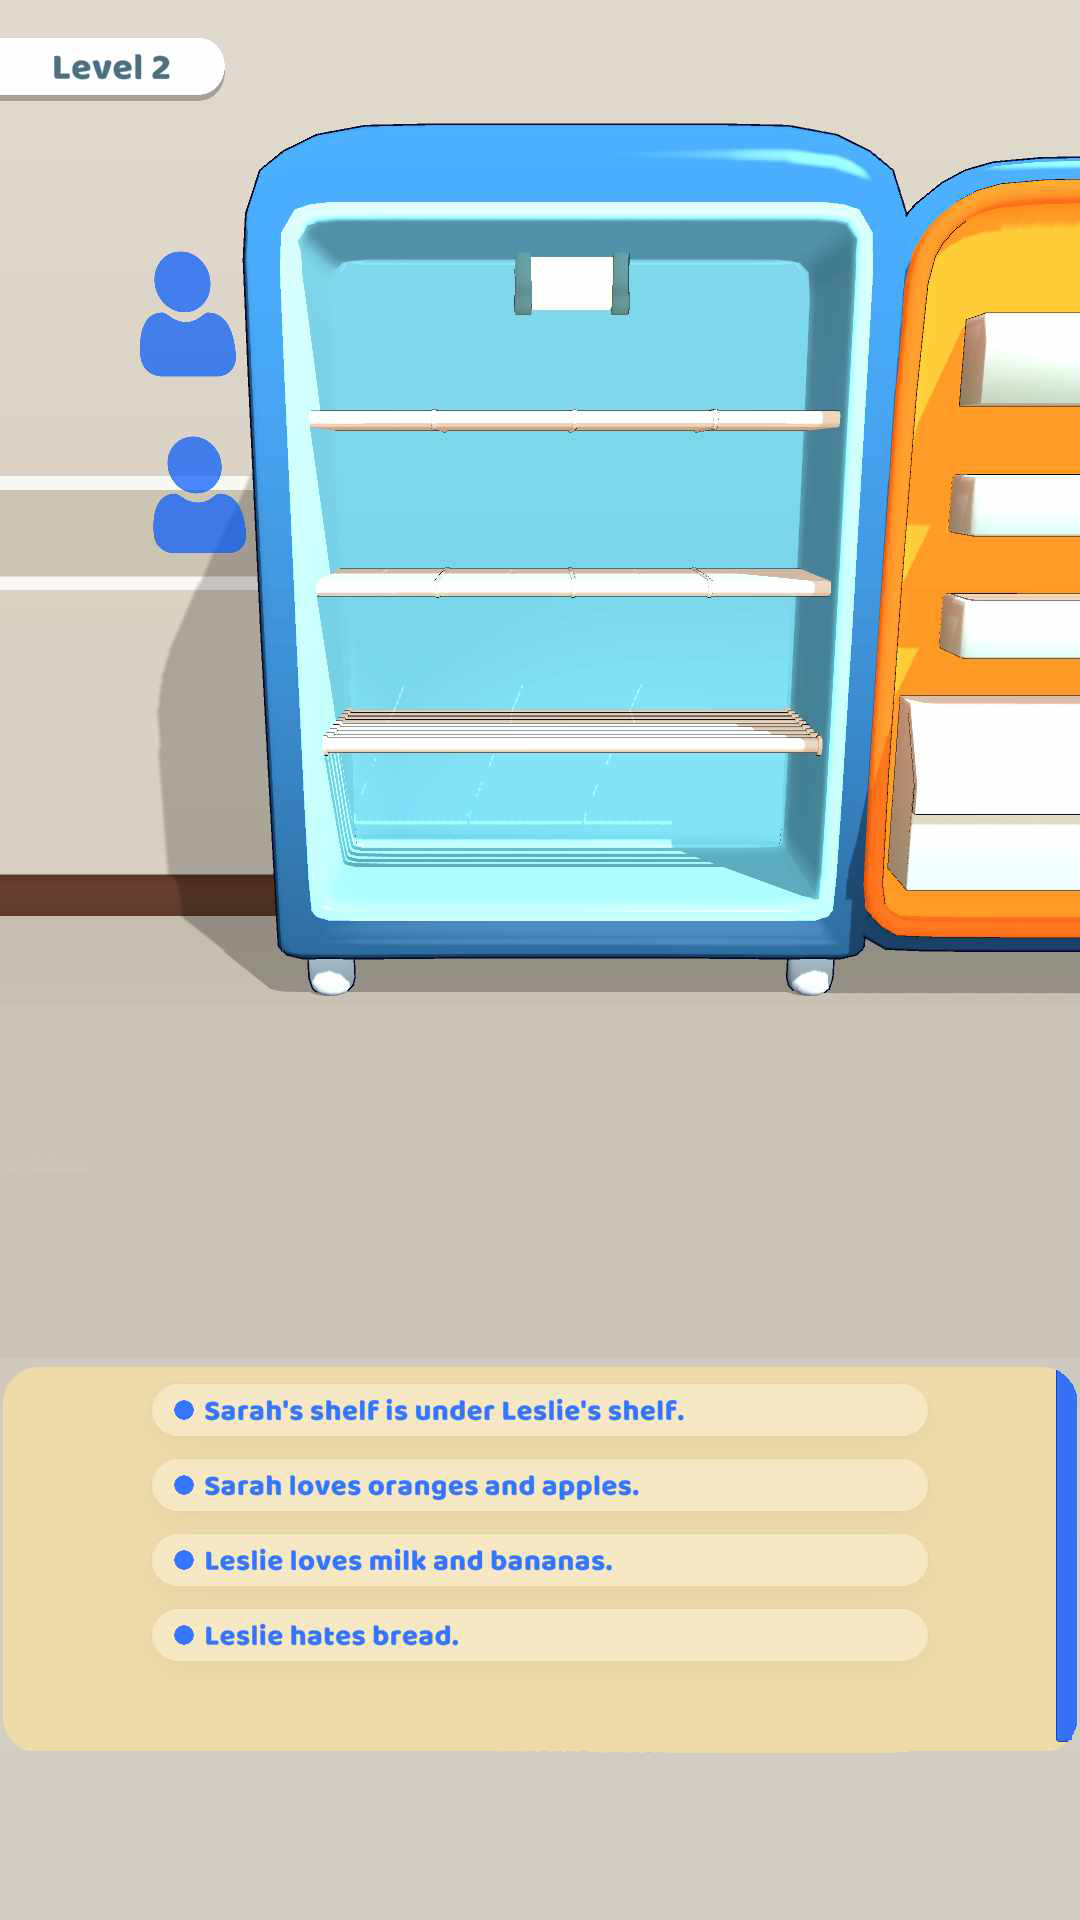 Level 2
Sarah's shelf is under Leslie's shelf.
Sarah loves oranges and apples.
Leslie loves milk and bananas.
Leslie hates bread.